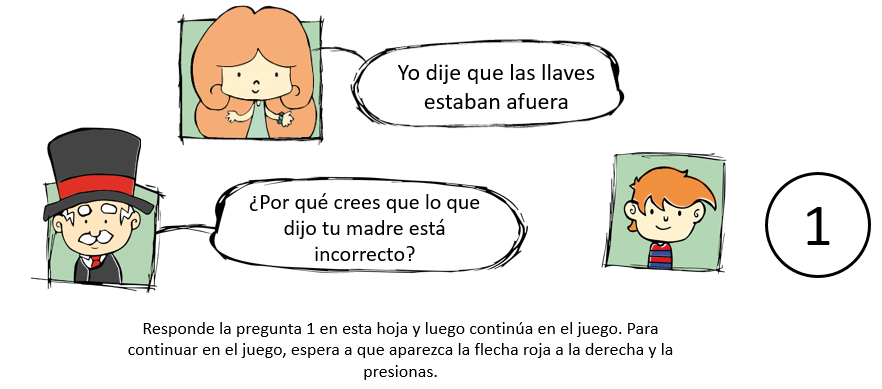 Yo dije que las llaves
estaban afuera
¿Por qué crees que lo que
dijo tu madre está
incorrecto?
1
Responde la pregunta 1 en esta hoja y luego continúa en el juego. Para
continuar en el juego, espera a que aparezca la flecha roja a la derecha y la
presionas.